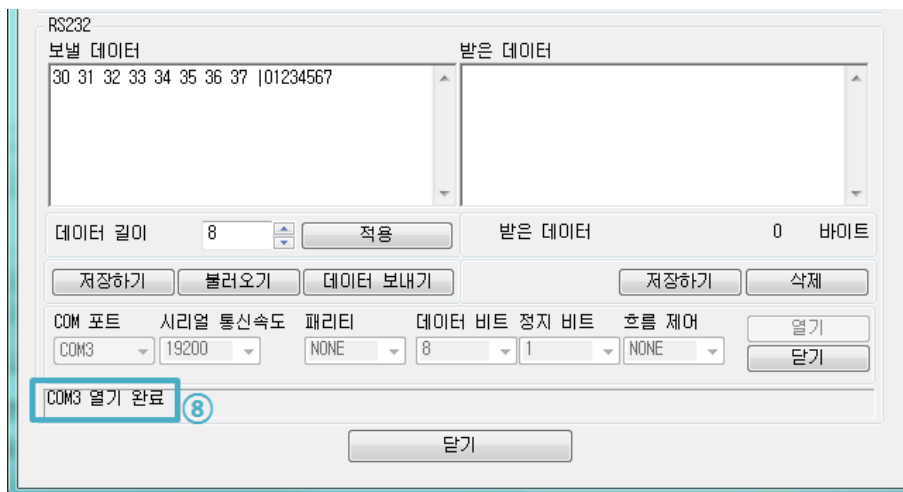 RS232
보낼 데이터 받은 데이터
30 31 32 33 34 35 36 37 |01234567
데이터 길이 8 적용 받은 데이터 0 바이트
저장하기 불러오기 데이터 보내기 저장하기 삭제
COM 포트 시리얼 통신속도 패리티 데이터 비트 정지 비트 흐름 제어 열기
COM3 19200 NONE 8 1 NONE 닫기
COM3 열기 완료 ⑧
닫기